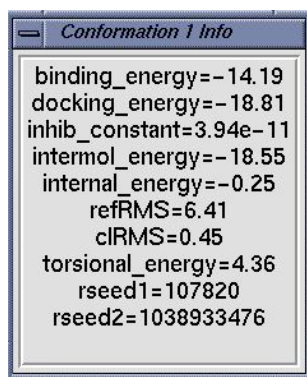 Conformation 1 Info
binding_energy=-14.19
docking_energy=-18.81
inhib_constant=3.94e-11
intermol_energy=-18.55
internal_energy=-0.25
refRMS=6.41
clRMS=0.45
torsional_energy=4.36
rseed1=107820
rseed2=1038933476